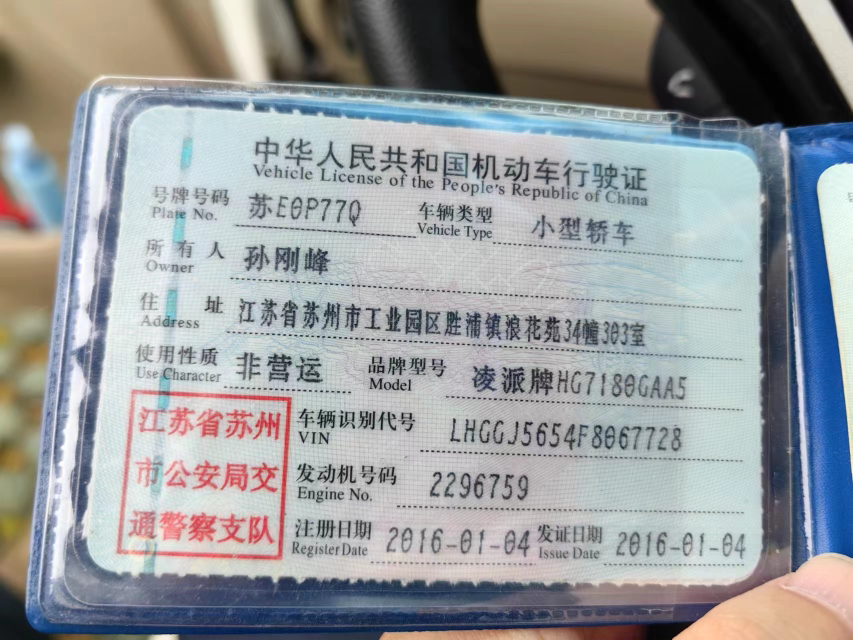 中华人民共和国机动车行驶证
Vehicle License of the People's Republic of China
号牌号码 苏E0P77Q 车辆类型 小型轿车
Plate No. Vehicle Type
所有人 孙刚峰
Owner
住址 江苏省苏州市工业园区胜浦镇浪花苑34幢303室
Address
使用性质 非营运 品牌型号 凌派牌HG7180GAA5
Use Character Model
江苏省苏州 车辆识别代号 LHGGJ5654F8067728
VIN
市公安局交 发动机号码 2296759
Engine No.
通警察支队 注册日期 2016-01-04 发证日期 2016-01-04
Register Date Issue Date